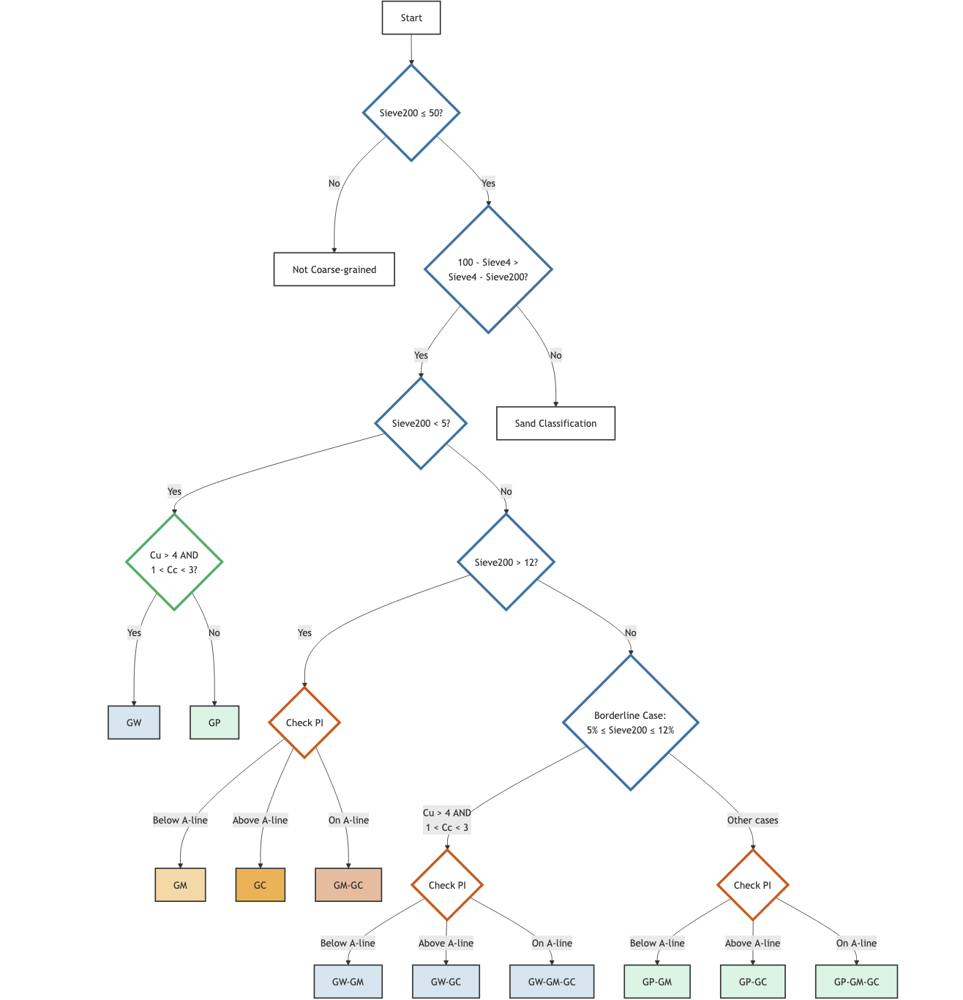 Start
Sieve200 ≤ 50?
No
Yes
Not Coarse-grained
100 - Sieve4 >
Sieve4 - Sieve200?
Yes
No
Sieve200 < 5?
Sand Classification
Yes
No
Cu > 4 AND
1 < Cc < 3?
Sieve200 > 12?
Yes
No
Yes
No
GW
GP
Check PI
Borderline Case:
5% ≤ Sieve200 ≤ 12%
Below A-line
Above A-line
On A-line
Cu > 4 AND
1 < Cc < 3
Other cases
GM
GC
GM-GC
Check PI
Check PI
Below A-line
Above A-line
On A-line
Below A-line
Above A-line
On A-line
GW-GM
GW-GC
GW-GM-GC
GP-GM
GP-GC
GP-GM-GC